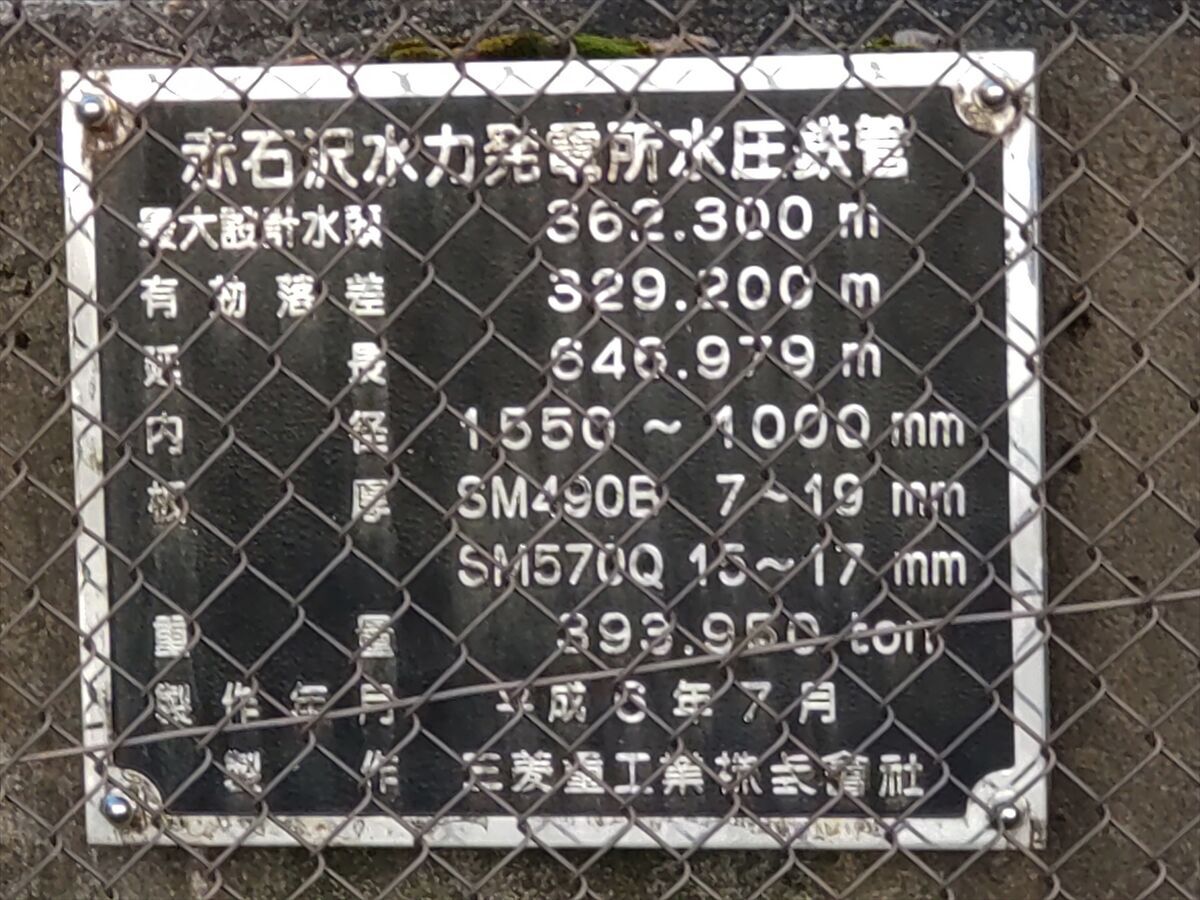 赤石沢水力発電所水圧鉄管
最大設計水頭 362.300 m
有効落差 329.200 m
延長 646.979 m
内径 1550~1000 mm
板厚 SM490B 7~19 mm
SM570Q 15~17 mm
重量 393.950 ton
製作年月 平成6年7月
製作 三菱重工業株式會社